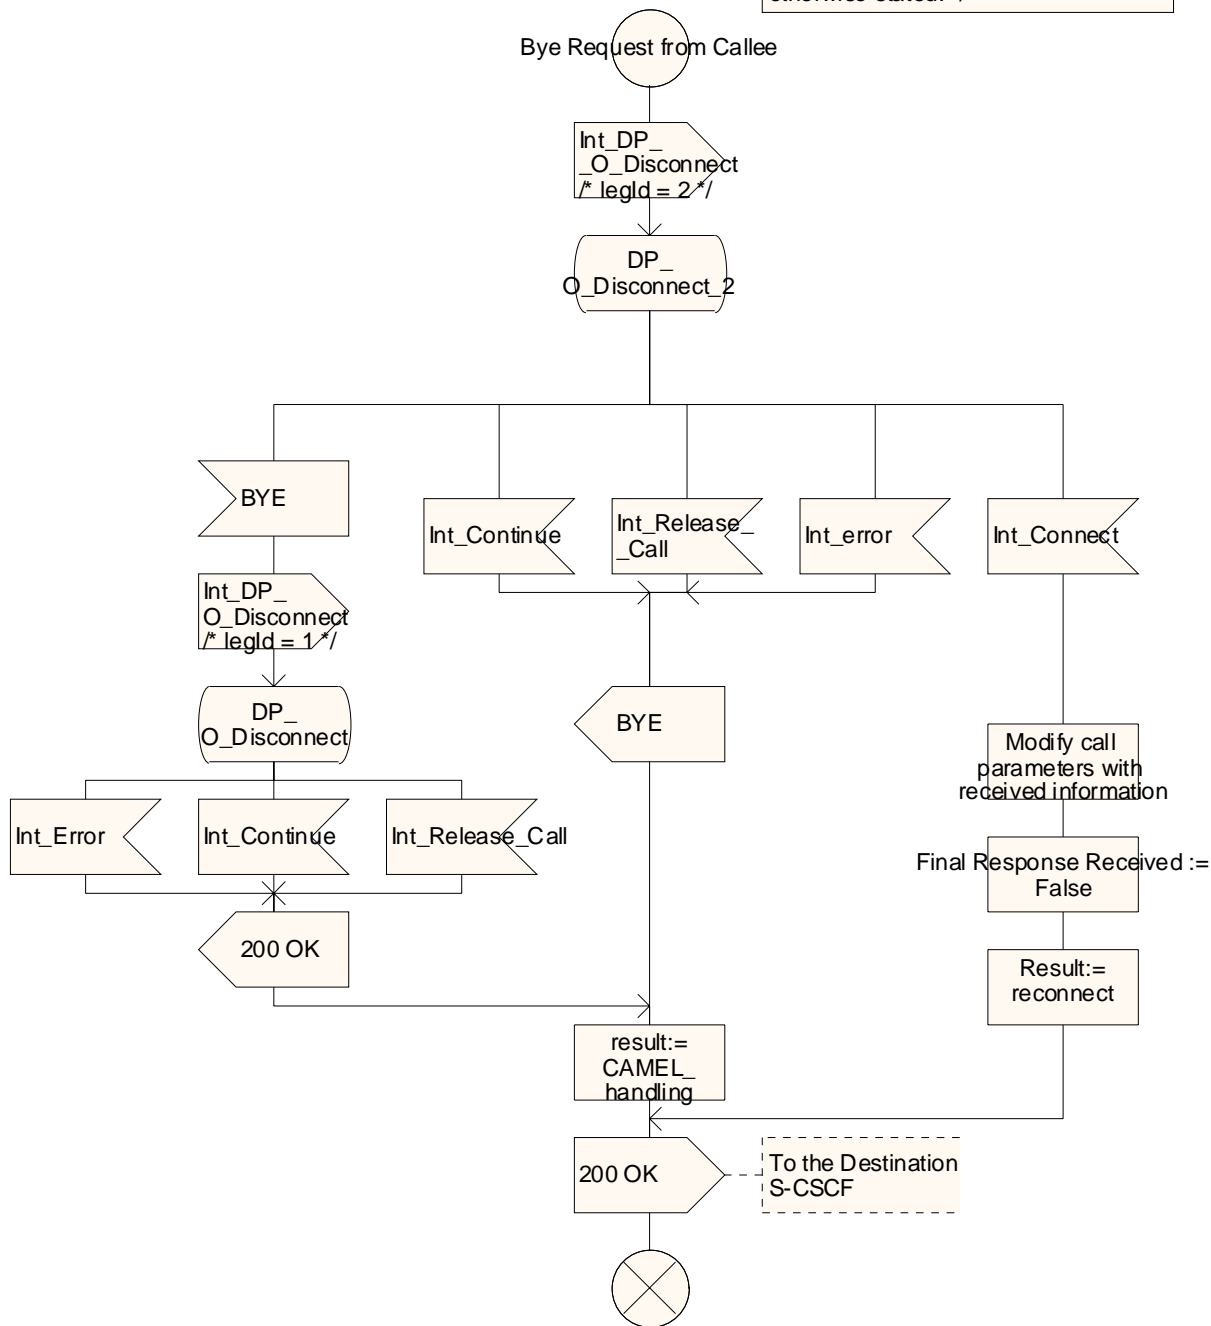 Bye Request from Callee
Int_DP_
_O_Disconnect
/* legId = 2 */
DP_
O_Disconnect_2
BYE
Int_Continue
Int_Release_
_Call
Int_error
Int_Connect
Int_DP_
O_Disconnect
/* legId = 1 */
DP_
O_Disconnect
BYE
Modify call
parameters with
received information
Int_Error
Int_Continue
Int_Release_Call
Final Response Received :=
False
200 OK
Result:=
reconnect
result:=
CAMEL_
handling
200 OK
To the Destination
S-CSCF